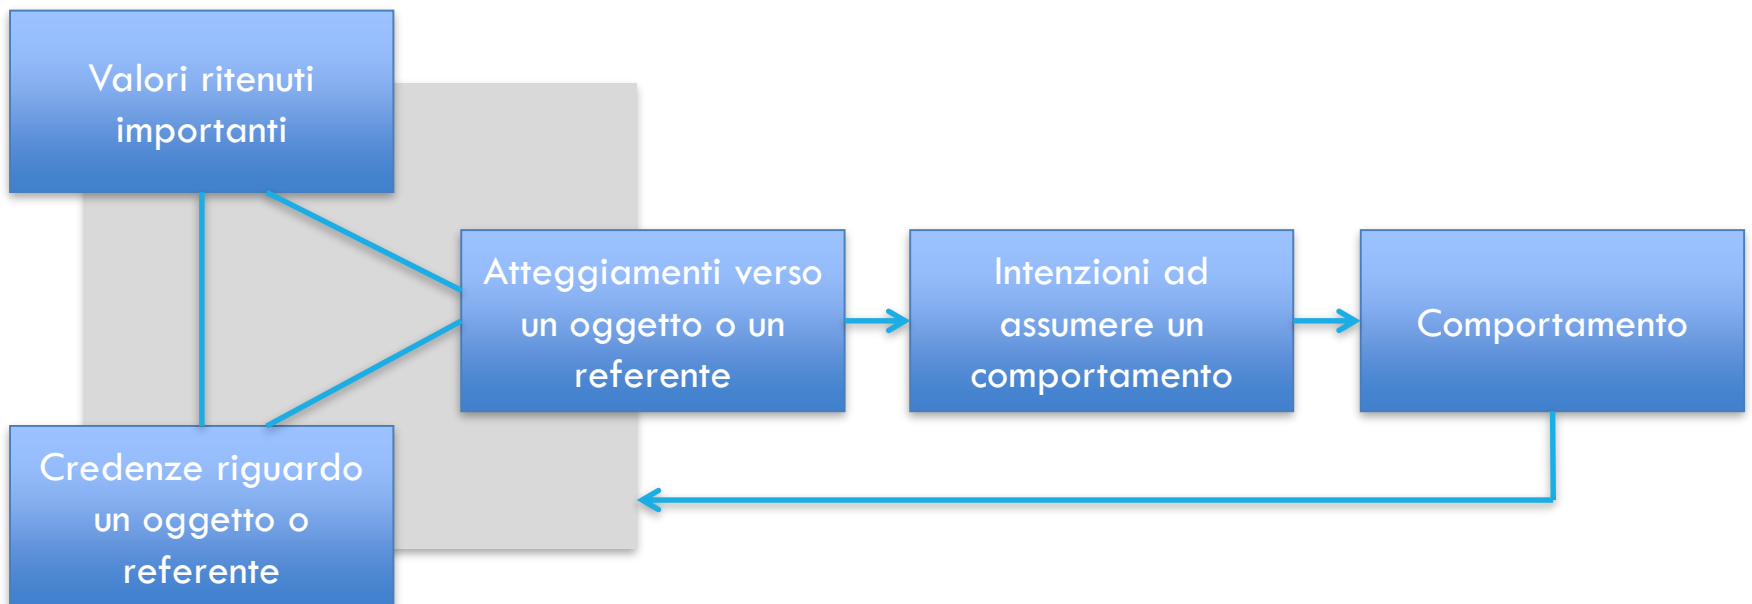 Valori ritenuti
importanti
Atteggiamenti verso
un oggetto o un
referente
Intenzioni ad
assumere un
comportamento
Comportamento
Credenze riguardo
un oggetto o
referente